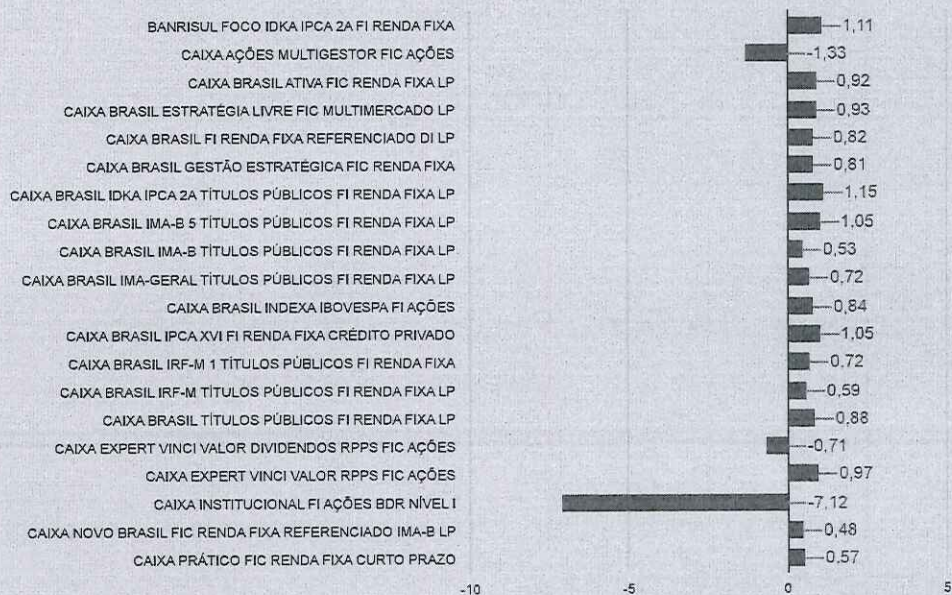 BANRISUL FOCO IDKA IPCA 2A FI RENDA FIXA 1,11
CAIXA AÇÕES MULTIGESTOR FIC AÇÕES -1,33
CAIXA BRASIL ATIVA FIC RENDA FIXA LP 0,92
CAIXA BRASIL ESTRATÉGIA LIVRE FIC MULTIMERCADO LP 0,93
CAIXA BRASIL FI RENDA FIXA REFERENCIADO DI LP 0,82
CAIXA BRASIL GESTÃO ESTRATÉGICA FIC RENDA FIXA 0,81
CAIXA BRASIL IDKA IPCA 2A TÍTULOS PÚBLICOS FI RENDA FIXA LP 1,15
CAIXA BRASIL IMA-B 5 TÍTULOS PÚBLICOS FI RENDA FIXA LP 1,05
CAIXA BRASIL IMA-B TÍTULOS PÚBLICOS FI RENDA FIXA LP 0,53
CAIXA BRASIL IMA-GERAL TÍTULOS PÚBLICOS FI RENDA FIXA LP 0,72
CAIXA BRASIL INDEXA IBOVESPA FI AÇÕES 0,84
CAIXA BRASIL IPCA XVI FI RENDA FIXA CRÉDITO PRIVADO 1,05
CAIXA BRASIL IRF-M 1 TÍTULOS PÚBLICOS FI RENDA FIXA 0,72
CAIXA BRASIL IRF-M TÍTULOS PÚBLICOS FI RENDA FIXA LP 0,59
CAIXA BRASIL TÍTULOS PÚBLICOS FI RENDA FIXA LP 0,88
CAIXA EXPERT VINCI VALOR DIVIDENDOS RPPS FIC AÇÕES -0,71
CAIXA EXPERT VINCI VALOR RPPS FIC AÇÕES 0,97
CAIXA INSTITUCIONAL FI AÇÕES BDR NÍVEL I -7,12
CAIXA NOVO BRASIL FIC RENDA FIXA REFERENCIADO IMA-B LP 0,48
CAIXA PRÁTICO FIC RENDA FIXA CURTO PRAZO 0,57
-10 -5 0 5